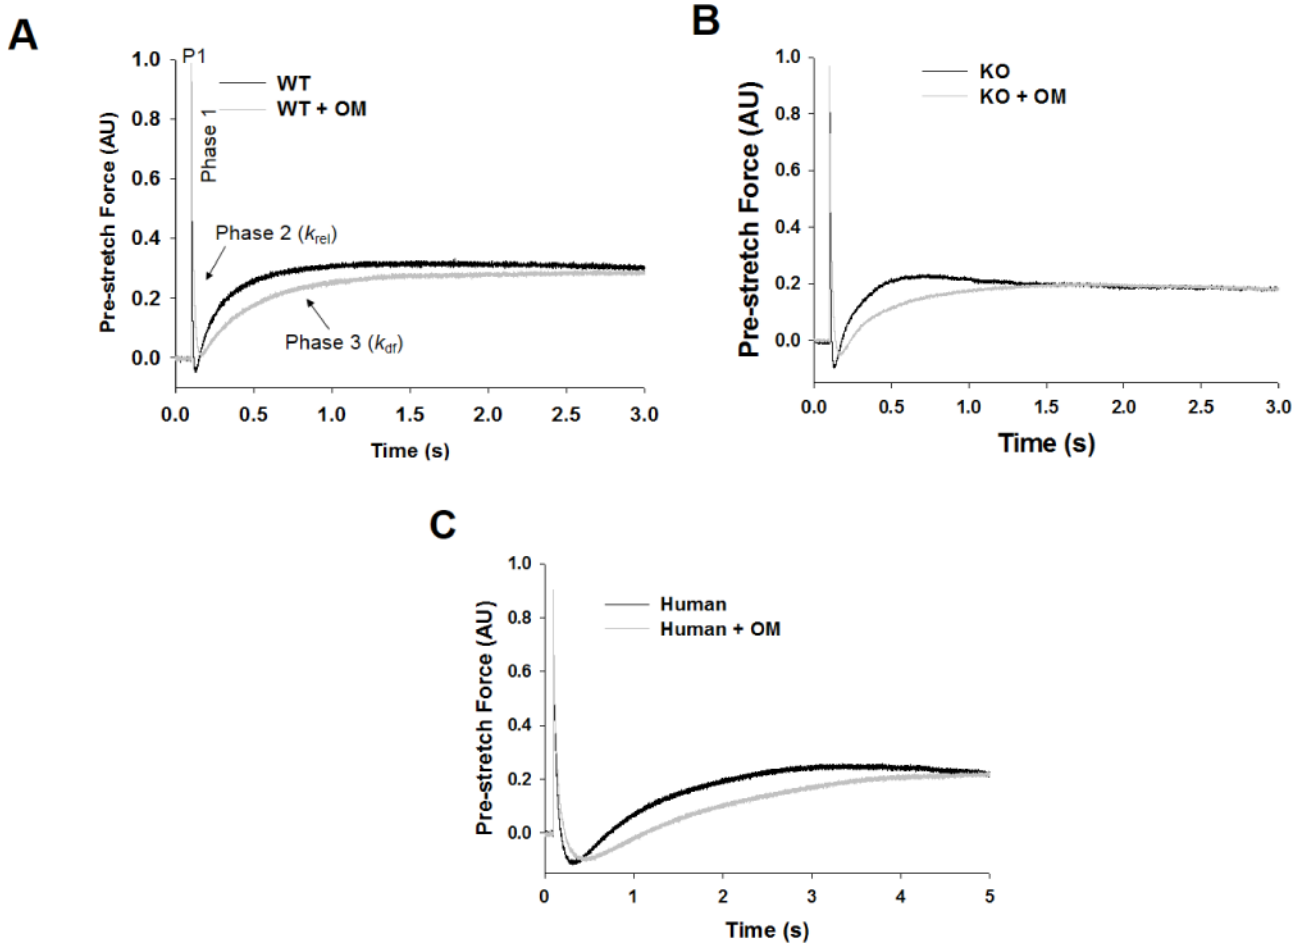 A
Pre-stretch Force (AU)
1.0
0.8
0.6
0.4
0.2
0.0
P1
Phase 1
WT
WT + OM
Phase 2 (krel)
Phase 3 (kdf)
0.0 0.5 1.0 1.5 2.0 2.5 3.0
Time (s)
B
Pre-stretch Force (AU)
1.0
0.8
0.6
0.4
0.2
0.0
KO
KO + OM
0.0 0.5 1.0 1.5 2.0 2.5 3.0
Time (s)
C
Pre-stretch Force (AU)
1.0
0.8
0.6
0.4
0.2
0.0
Human
Human + OM
0 1 2 3 4 5
Time (s)